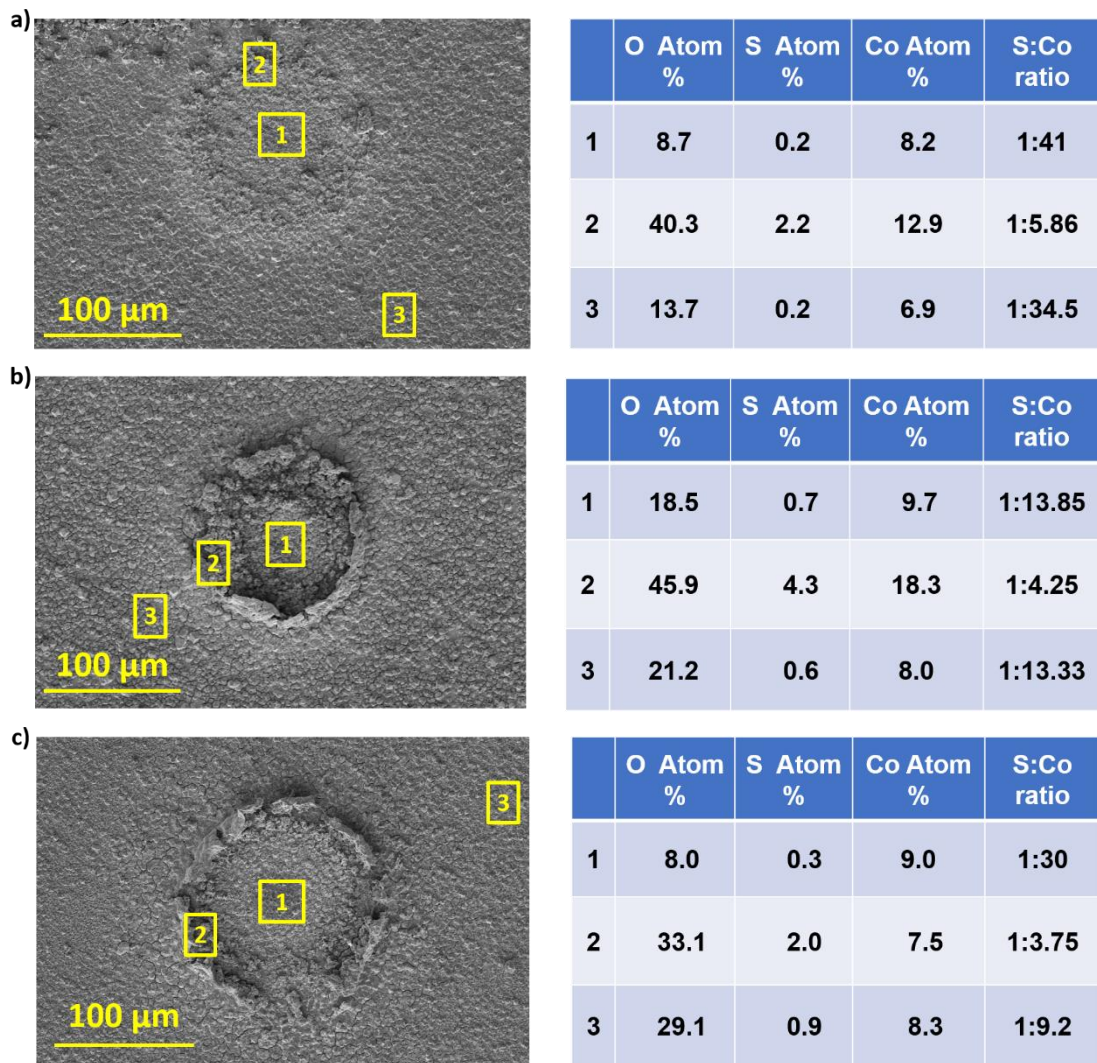 a)
2
1
3
100 µm
O Atom % S Atom % Co Atom % S:Co ratio
1 8.7 0.2 8.2 1:41
2 40.3 2.2 12.9 1:5.86
3 13.7 0.2 6.9 1:34.5
b)
1
2
3
100 µm
O Atom % S Atom % Co Atom % S:Co ratio
1 18.5 0.7 9.7 1:13.85
2 45.9 4.3 18.3 1:4.25
3 21.2 0.6 8.0 1:13.33
c)
3
1
2
100 µm
O Atom % S Atom % Co Atom % S:Co ratio
1 8.0 0.3 9.0 1:30
2 33.1 2.0 7.5 1:3.75
3 29.1 0.9 8.3 1:9.2